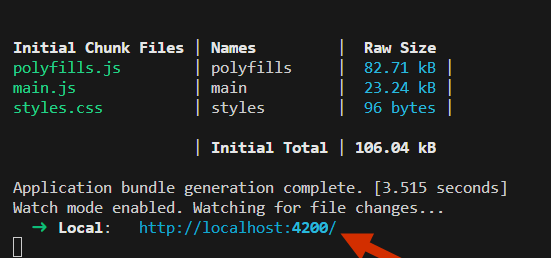 Initial Chunk Files | Names | Raw Size
polyfills.js | polyfills | 82.71 kB |
main.js | main | 23.24 kB |
styles.css | styles | 96 bytes |
| Initial Total | 106.04 kB
Application bundle generation complete. [3.515 seconds]
Watch mode enabled. Watching for file changes...
➜ Local: http://localhost:4200/